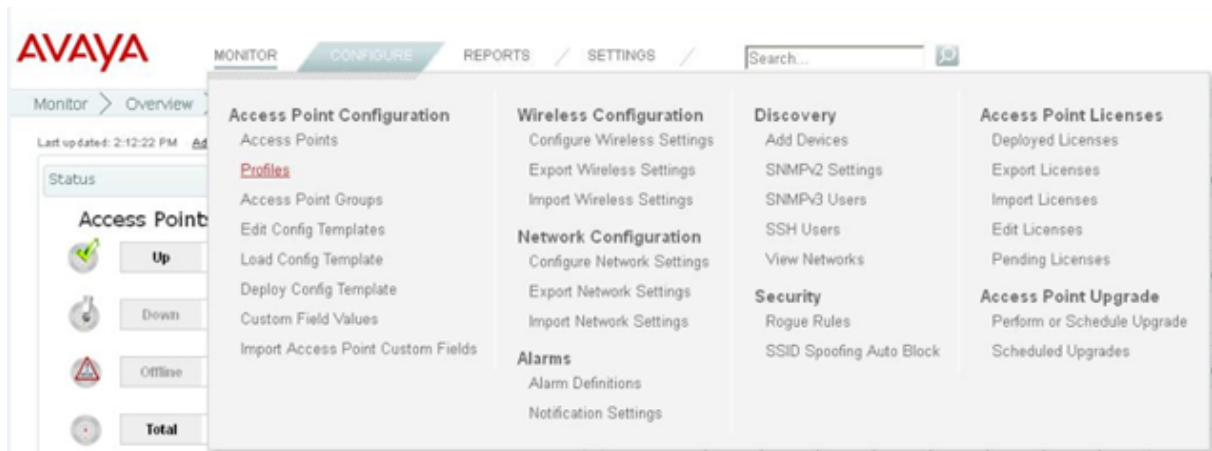 AVAYA
MONITOR
CONFIGURE
REPORTS / SETTINGS /
Search...
Monitor > Overview
Last updated: 2:12:22 PM Ad
Status
Access Points
Up
Down
Offline
Total
Access Point Configuration
Access Points
Profiles
Access Point Groups
Edit Config Templates
Load Config Template
Deploy Config Template
Custom Field Values
Import Access Point Custom Fields
Wireless Configuration
Configure Wireless Settings
Export Wireless Settings
Import Wireless Settings
Network Configuration
Configure Network Settings
Export Network Settings
Import Network Settings
Alarms
Alarm Definitions
Notification Settings
Discovery
Add Devices
SNMPv2 Settings
SNMPv3 Users
SSH Users
View Networks
Security
Rogue Rules
SSID Spoofing Auto Block
Access Point Licenses
Deployed Licenses
Export Licenses
Import Licenses
Edit Licenses
Pending Licenses
Access Point Upgrade
Perform or Schedule Upgrade
Scheduled Upgrades